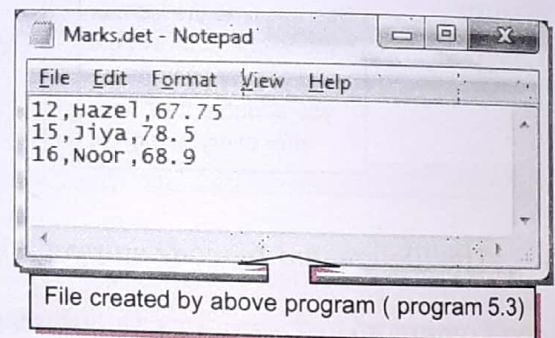 Marks.det - Notepad
File Edit Format View Help
12,Hazel,67.75
15,Jiya,78.5
16,Noor,68.9
File created by above program ( program 5.3)